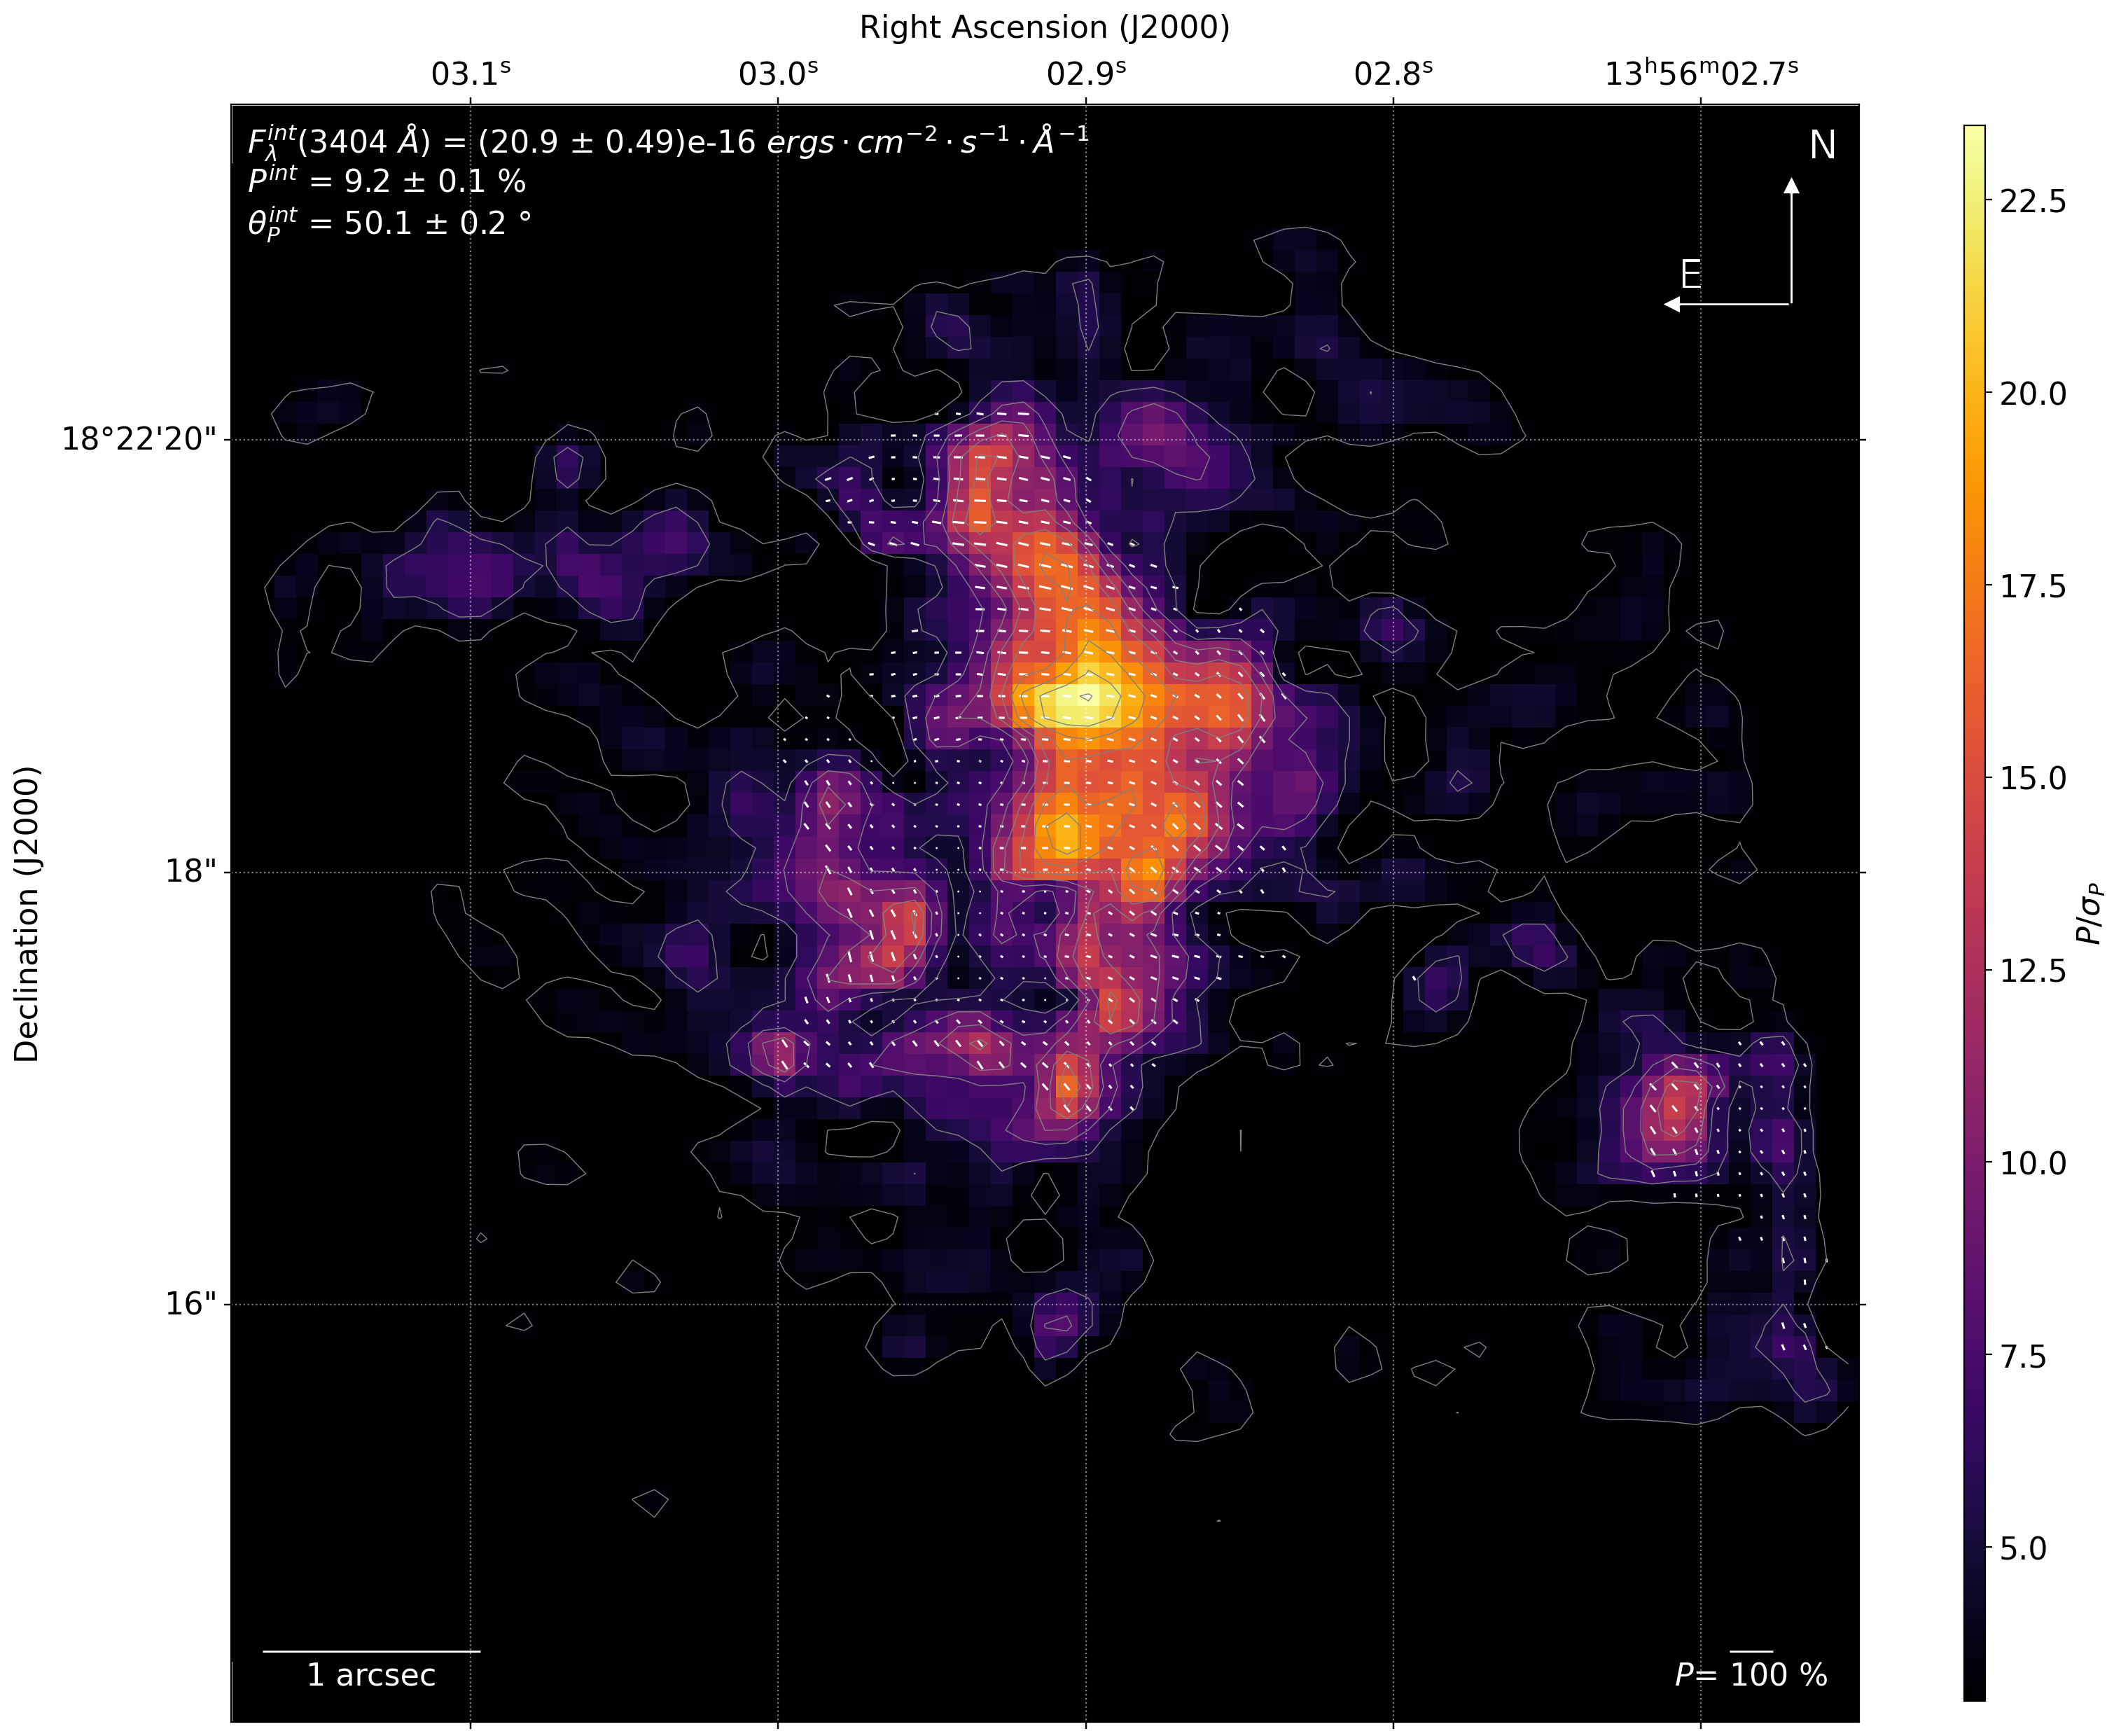 Right Ascension (J2000)
03.1ˢ 03.0ˢ 02.9ˢ 02.8ˢ 13ʰ56ᵐ02.7ˢ
F_λ^{int}(3404 Å) = (20.9 ± 0.49)e-16 ergs · cm⁻² · s⁻¹ · Å⁻¹
P^{int} = 9.2 ± 0.1 %
θ_P^{int} = 50.1 ± 0.2 °
N
E
18°22'20"
18"
16"
Declination (J2000)
1 arcsec
P= 100 %
22.5
20.0
17.5
15.0
12.5
10.0
7.5
5.0
P/σ_P